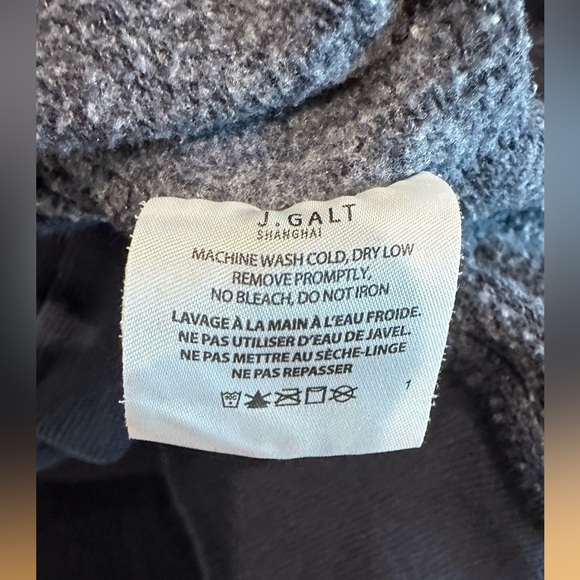 J. GALT
SHANGHAI
MACHINE WASH COLD, DRY LOW
REMOVE PROMPTLY,
NO BLEACH, DO NOT IRON
LAVAGE À LA MAIN À L'EAU FROIDE.
NE PAS UTILISER D'EAU DE JAVEL.
NE PAS METTRE AU SÈCHE-LINGE
NE PAS REPASSER
1